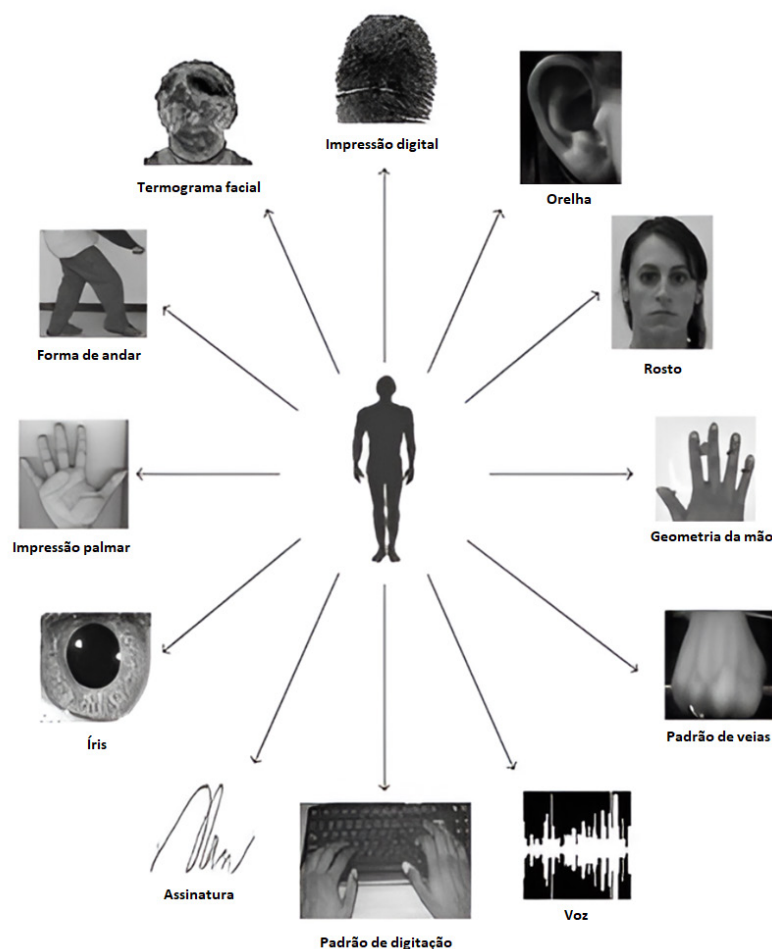 Impressão digital
Termograma facial
Orelha
Forma de andar
Rosto
Impressão palmar
Geometria da mão
Íris
Padrão de veias
Assinatura
Voz
Padrão de digitação